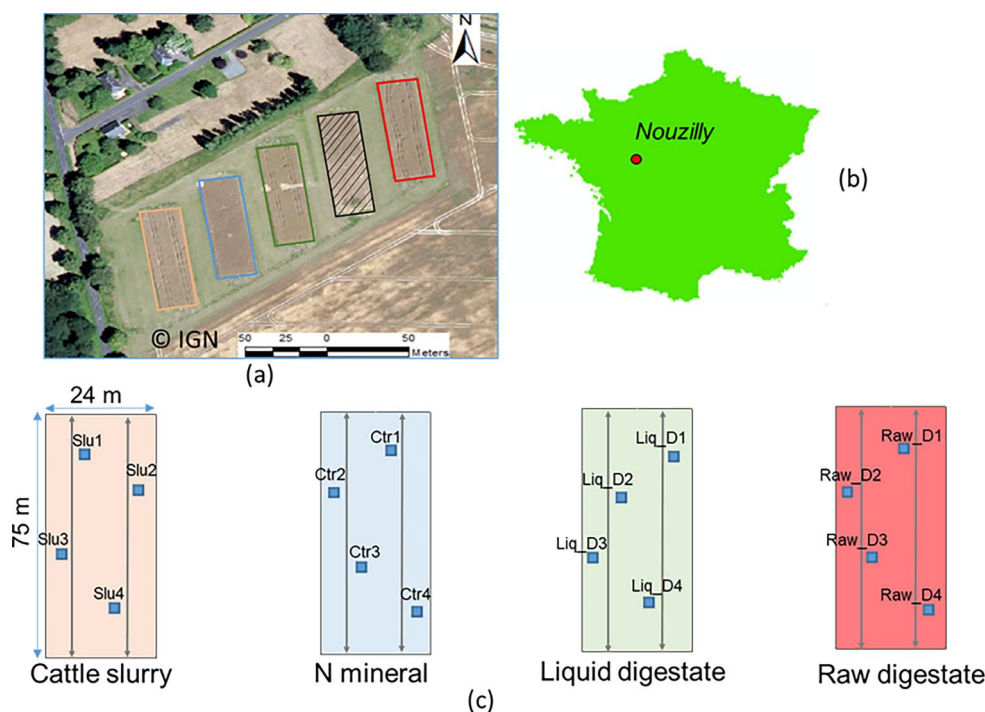 N
© IGN
50 25 0 50
Meters
(a)
Nouzilly
(b)
24 m
75 m
Slu1
Slu2
Slu3
Slu4
Cattle slurry
Ctr1
Ctr2
Ctr3
Ctr4
N mineral
Liq_D1
Liq_D2
Liq_D3
Liq_D4
Liquid digestate
Raw_D1
Raw_D2
Raw_D3
Raw_D4
Raw digestate
(c)